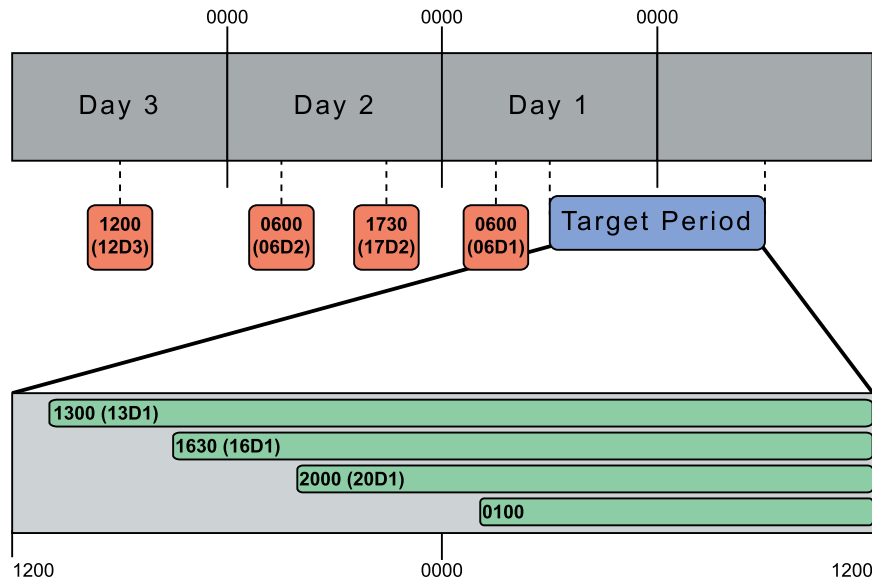 0000 0000 0000
Day 3 Day 2 Day 1
1200 0600 1730 0600
(12D3) (06D2) (17D2) (06D1)
Target Period
1300 (13D1)
1630 (16D1)
2000 (20D1)
0100
1200 0000 1200